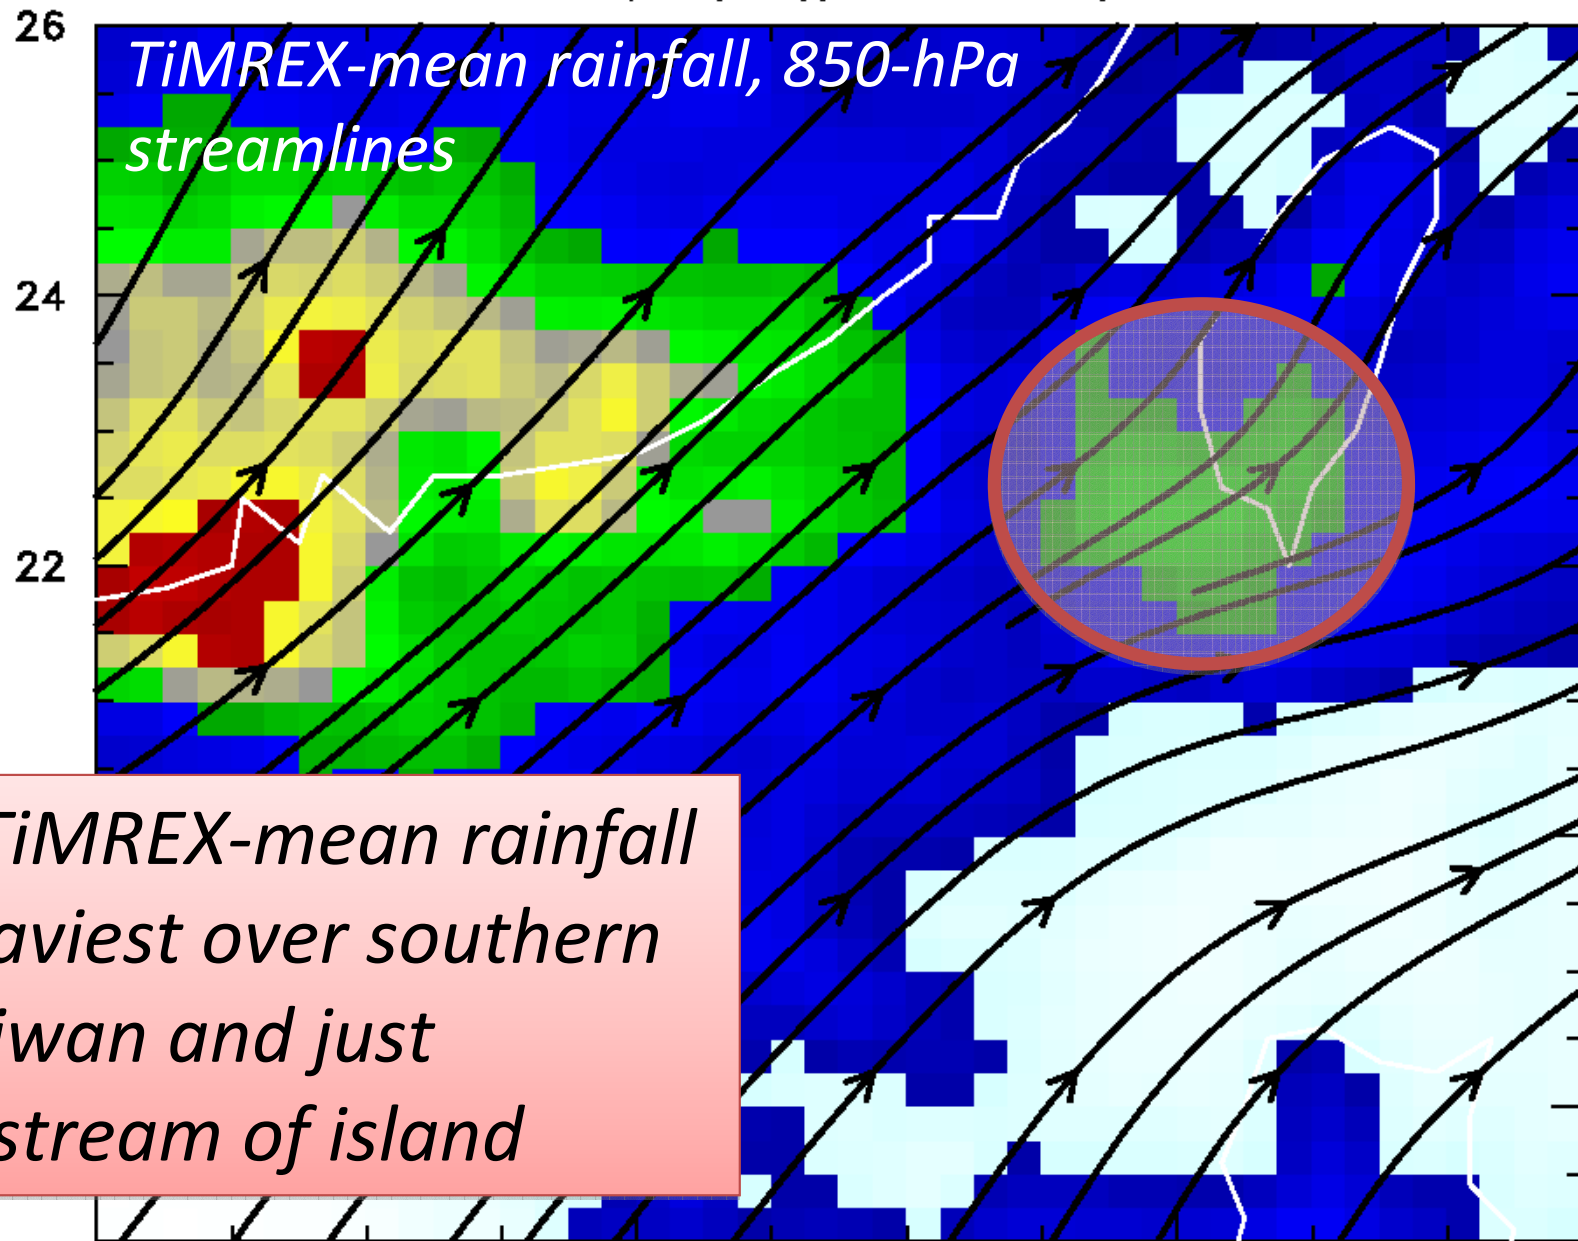 26
TiMREX-mean rainfall, 850-hPa
streamlines
24
22
TiMREX-mean rainfall
aviest over southern
iwan and just
stream of island